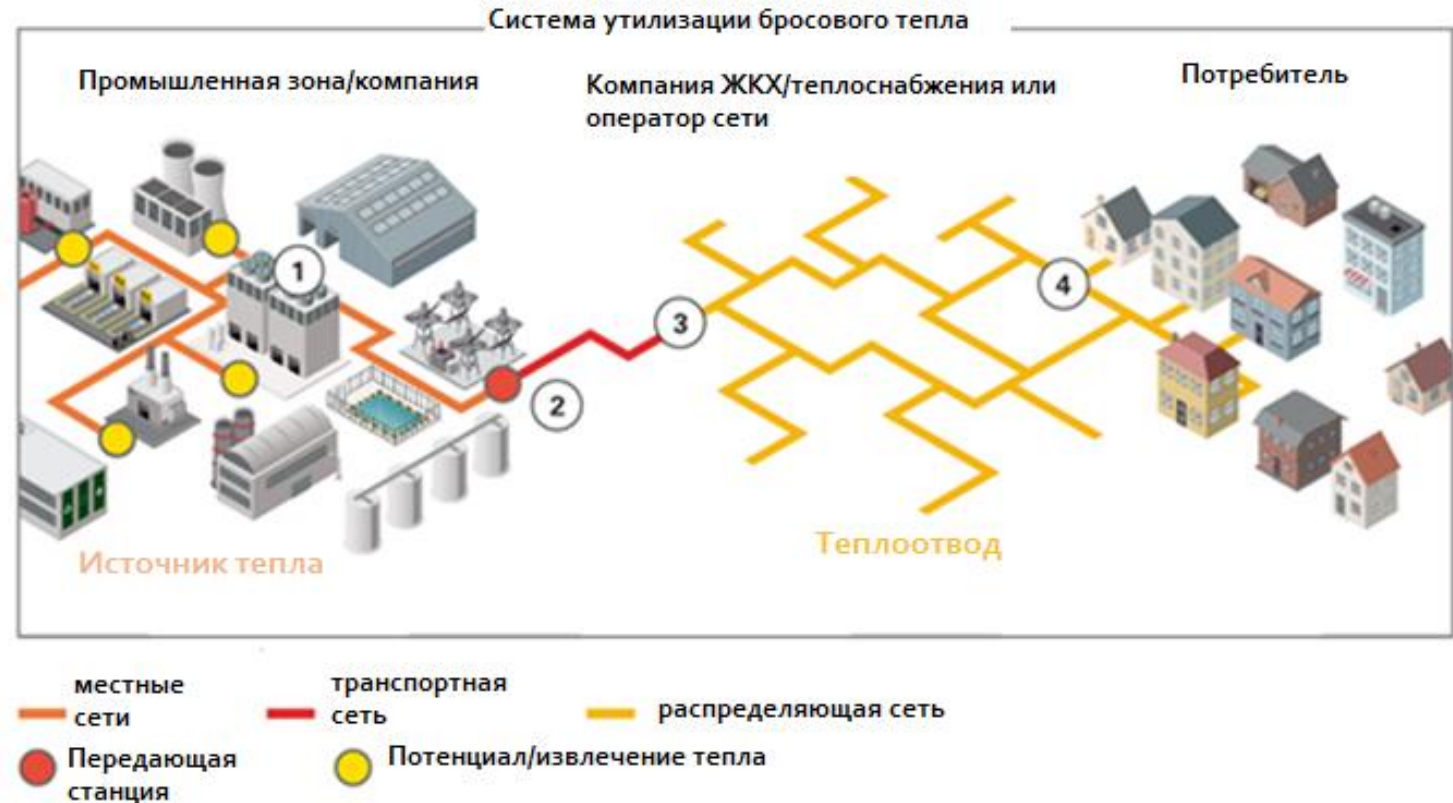 Система утилизации бросового тепла
Промышленная зона/компания
Компания ЖКХ/теплоснабжения или
оператор сети
Потребитель
1
2
3
4
Источник тепла
Теплоотвод
местные
сети
транспортная
сеть
распределяющая сеть
Передающая
станция
Потенциал/извлечение тепла